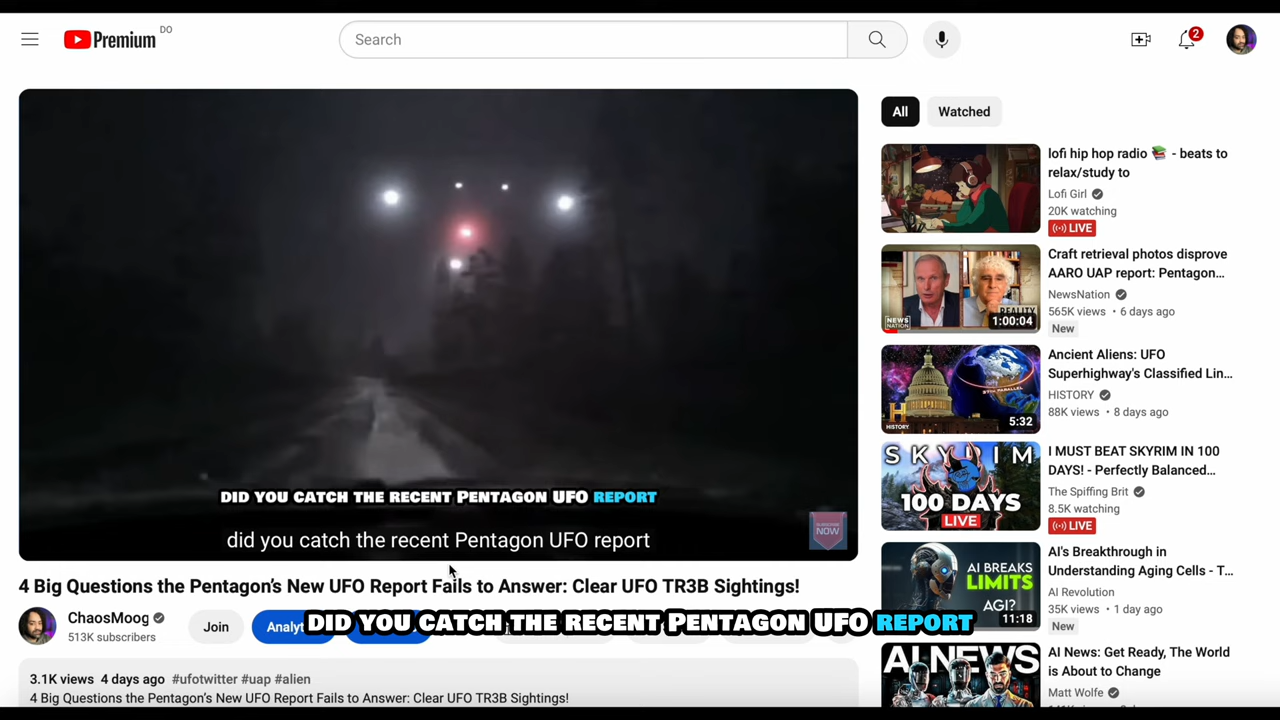 Premium DO
Search
2
All
Watched
DID YOU CATCH THE RECENT PENTAGON UFO REPORT
did you catch the recent Pentagon UFO report
SUBSCRIBE
NOW
4 Big Questions the Pentagon's New UFO Report Fails to Answer: Clear UFO TR3B Sightings!
ChaosMoog
513K subscribers
Join
DID YOU CATCH THE RECENT PENTAGON UFO REPORT
3.1K views 4 days ago #ufotwitter #uap #alien
4 Big Questions the Pentagon's New UFO Report Fails to Answer: Clear UFO TR3B Sightings!
lofi hip hop radio 📚 - beats to
relax/study to
Lofi Girl
20K watching
LIVE
REALITY
NEWS
NATION
1:00:04
Craft retrieval photos disprove
AARO UAP report: Pentagon...
NewsNation
565K views • 6 days ago
New
37TH PARALLEL
HISTORY
5:32
Ancient Aliens: UFO
Superhighway's Classified Lin...
HISTORY
88K views • 8 days ago
SKYRIM
100 DAYS
LIVE
I MUST BEAT SKYRIM IN 100
DAYS! - Perfectly Balanced...
The Spiffing Brit
8.5K watching
LIVE
AI BREAKS
LIMITS
AGI?
11:18
AI's Breakthrough in
Understanding Aging Cells - T...
AI Revolution
35K views • 1 day ago
New
AI NEWS
AI News: Get Ready, The World
is About to Change
Matt Wolfe